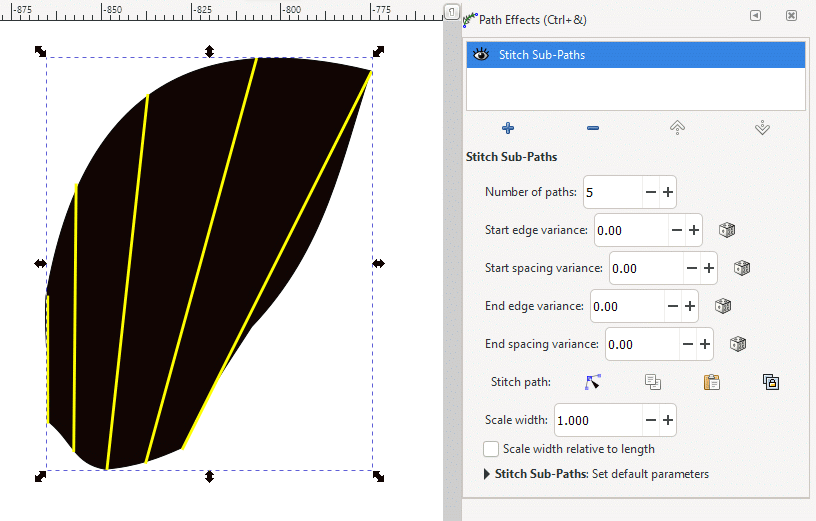 -875 -850 -825 -800 -775
Path Effects (Ctrl+&)
Stitch Sub-Paths
Stitch Sub-Paths
Number of paths: 5
Start edge variance: 0.00
Start spacing variance: 0.00
End edge variance: 0.00
End spacing variance: 0.00
Stitch path:
Scale width: 1.000
Scale width relative to length
Stitch Sub-Paths: Set default parameters